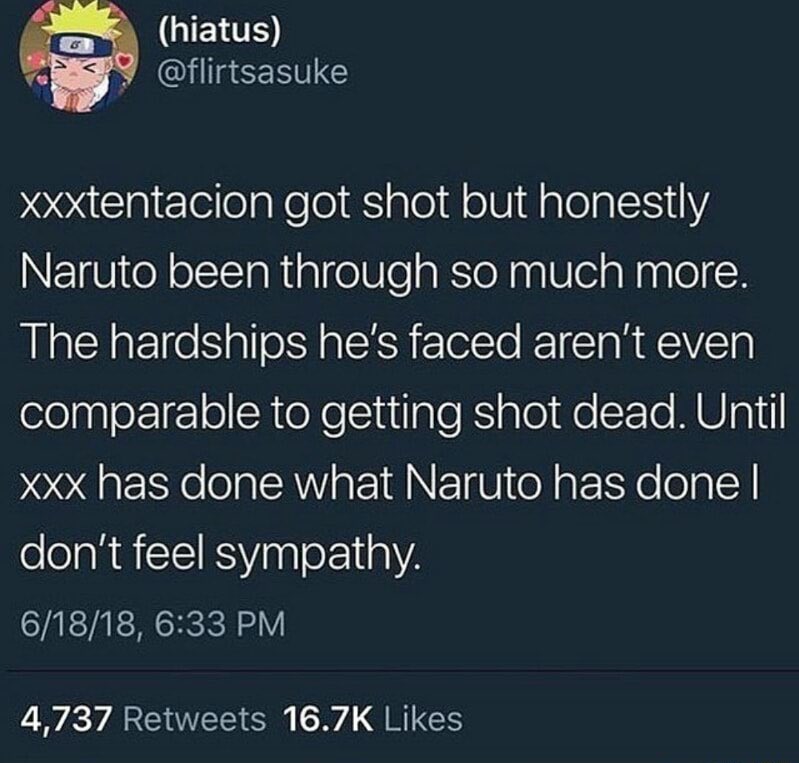 (hiatus)
@flirtsasuke
xxxtentacion got shot but honestly
Naruto been through so much more.
The hardships he's faced aren't even
comparable to getting shot dead. Until
xxx has done what Naruto has done I
don't feel sympathy.
6/18/18, 6:33 PM
4,737 Retweets 16.7K Likes